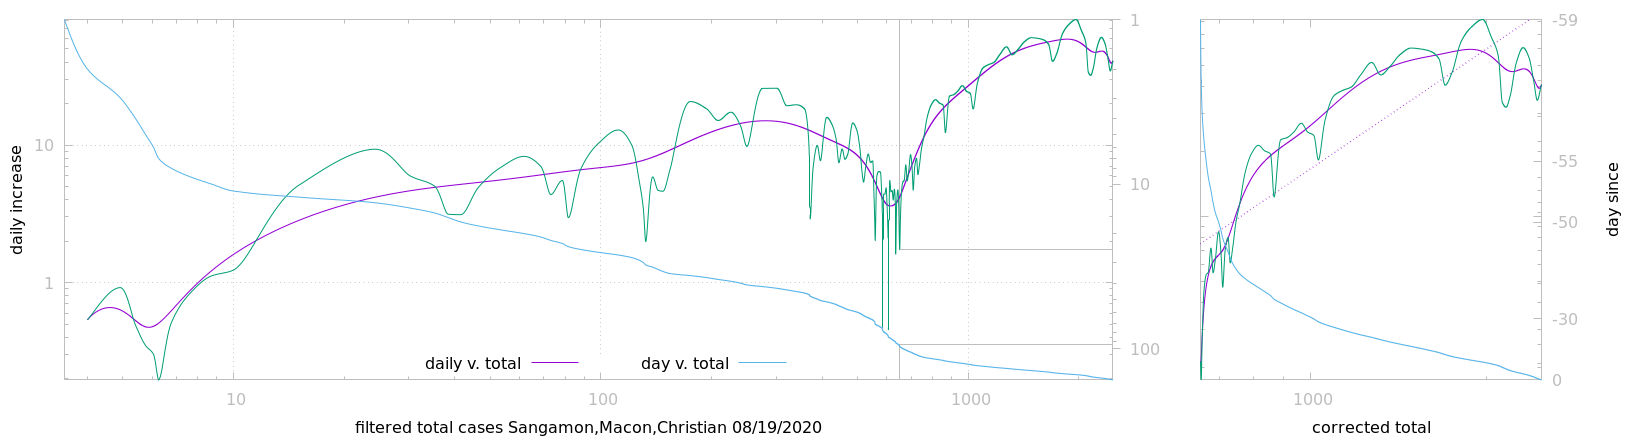 daily increase
10
1
daily v. total
day v. total
10
100
1000
1
10
100
filtered total cases Sangamon,Macon,Christian 08/19/2020
-59
-55
-50
-30
0
day since
1000
corrected total